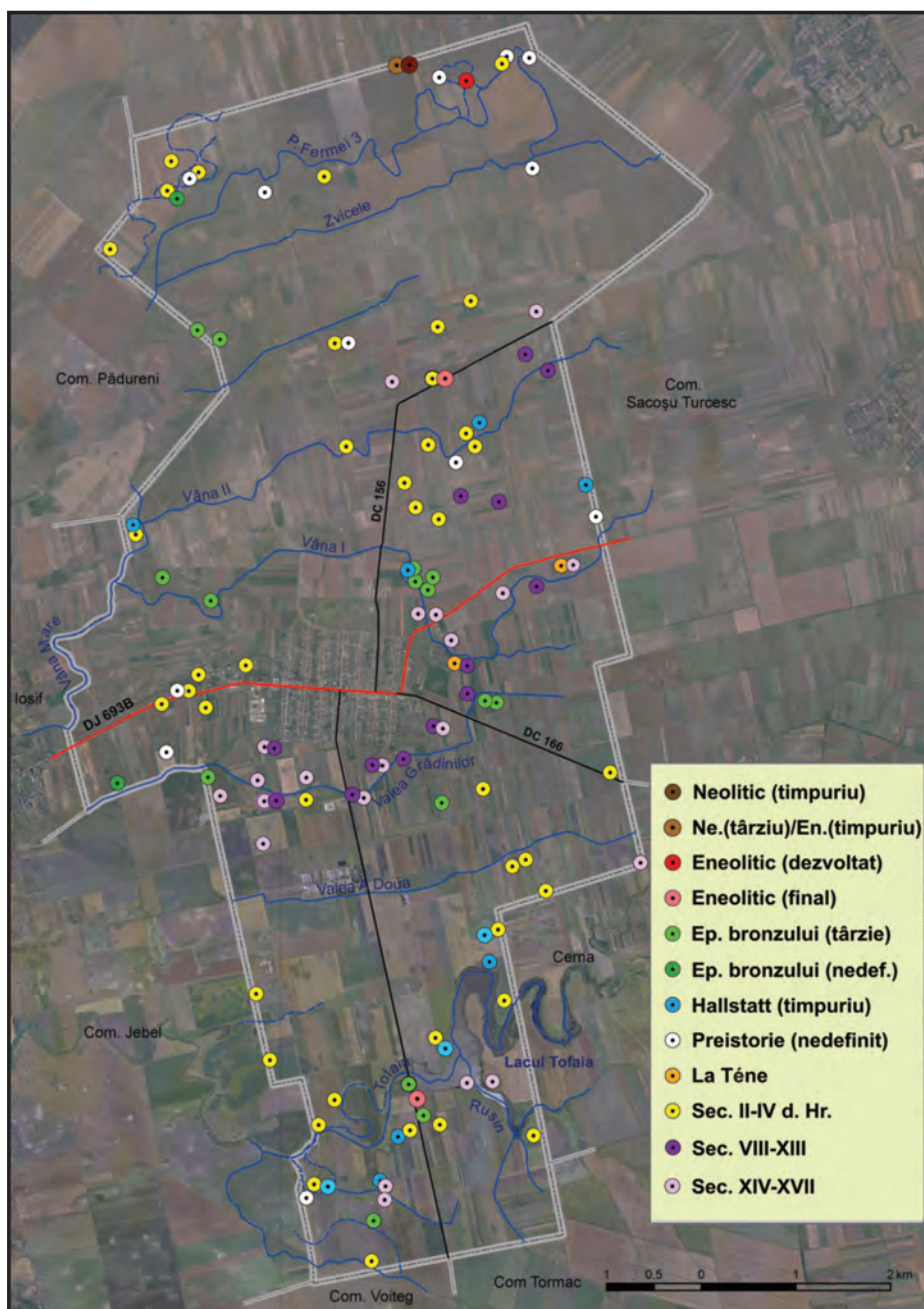 P. Fermei 3
Zvicele
Com. Pădureni
Com.
Sacoşu Turcesc
Vâna II
DC 156
Vâna I
Vâna Mare
Iosif
DJ 693B
DC 166
Valea Grădinilor
Valea A Doua
Cerna
Com. Jebel
Tofaia
Lacul Tofaia
Rusin
Com. Voiteg
Com Tormac
Neolitic (timpuriu)
Ne.(târziu)/En.(timpuriu)
Eneolitic (dezvoltat)
Eneolitic (final)
Ep. bronzului (târzie)
Ep. bronzului (nedef.)
Hallstatt (timpuriu)
Preistorie (nedefinit)
La Téne
Sec. II-IV d. Hr.
Sec. VIII-XIII
Sec. XIV-XVII
1 0.5 0 1 2 km